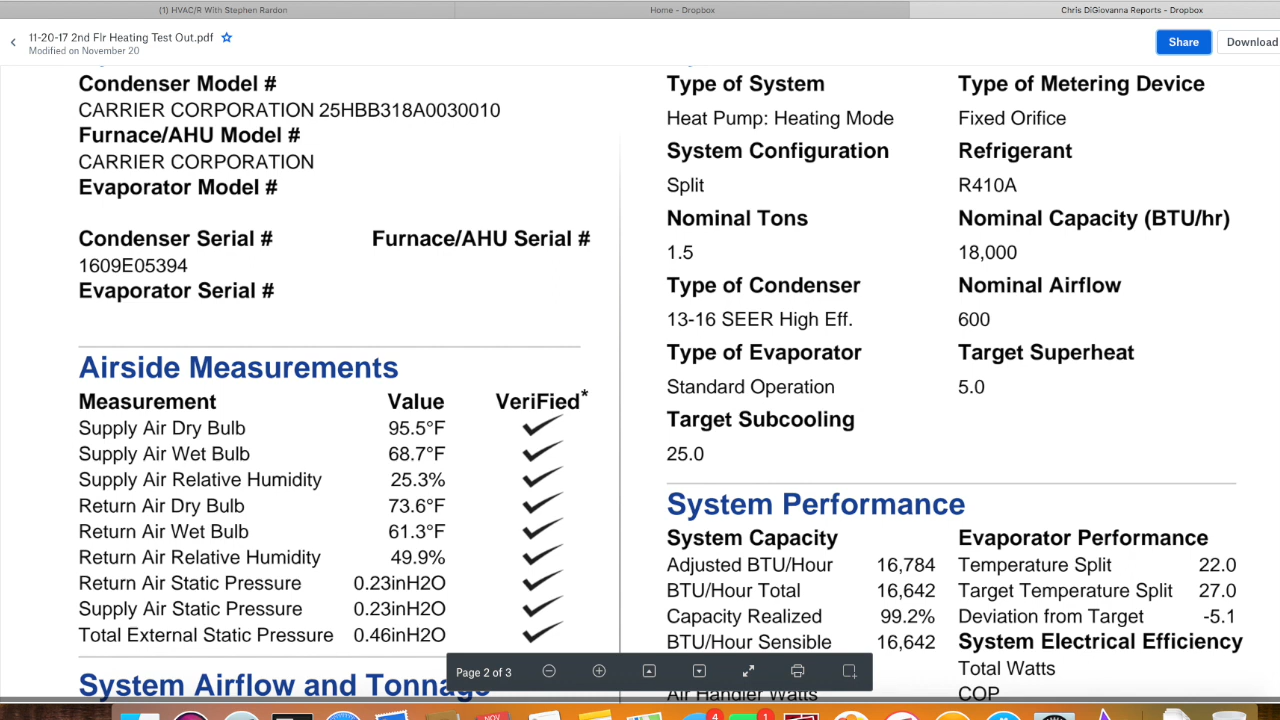 (1) HVAC/R With Stephen Rardon
Home - Dropbox
Chris DiGiovanna Reports - Dropbox
11-20-17 2nd Flr Heating Test Out.pdf
Modified on November 20
Share
Download
Condenser Model #
CARRIER CORPORATION 25HBB318A0030010
Furnace/AHU Model #
CARRIER CORPORATION
Evaporator Model #
Condenser Serial # Furnace/AHU Serial #
1609E05394
Evaporator Serial #
Airside Measurements
Measurement Value VeriFied*
Supply Air Dry Bulb 95.5°F
Supply Air Wet Bulb 68.7°F
Supply Air Relative Humidity 25.3%
Return Air Dry Bulb 73.6°F
Return Air Wet Bulb 61.3°F
Return Air Relative Humidity 49.9%
Return Air Static Pressure 0.23inH2O
Supply Air Static Pressure 0.23inH2O
Total External Static Pressure 0.46inH2O
System Airflow and Tonnage
Type of System Type of Metering Device
Heat Pump: Heating Mode Fixed Orifice
System Configuration Refrigerant
Split R410A
Nominal Tons Nominal Capacity (BTU/hr)
1.5 18,000
Type of Condenser Nominal Airflow
13-16 SEER High Eff. 600
Type of Evaporator Target Superheat
Standard Operation 5.0
Target Subcooling
25.0
System Performance
System Capacity Evaporator Performance
Adjusted BTU/Hour 16,784 Temperature Split 22.0
BTU/Hour Total 16,642 Target Temperature Split 27.0
Capacity Realized 99.2% Deviation from Target -5.1
BTU/Hour Sensible 16,642 System Electrical Efficiency
Total Watts
Air Handler Watts COP
Page 2 of 3
NOV
4
1